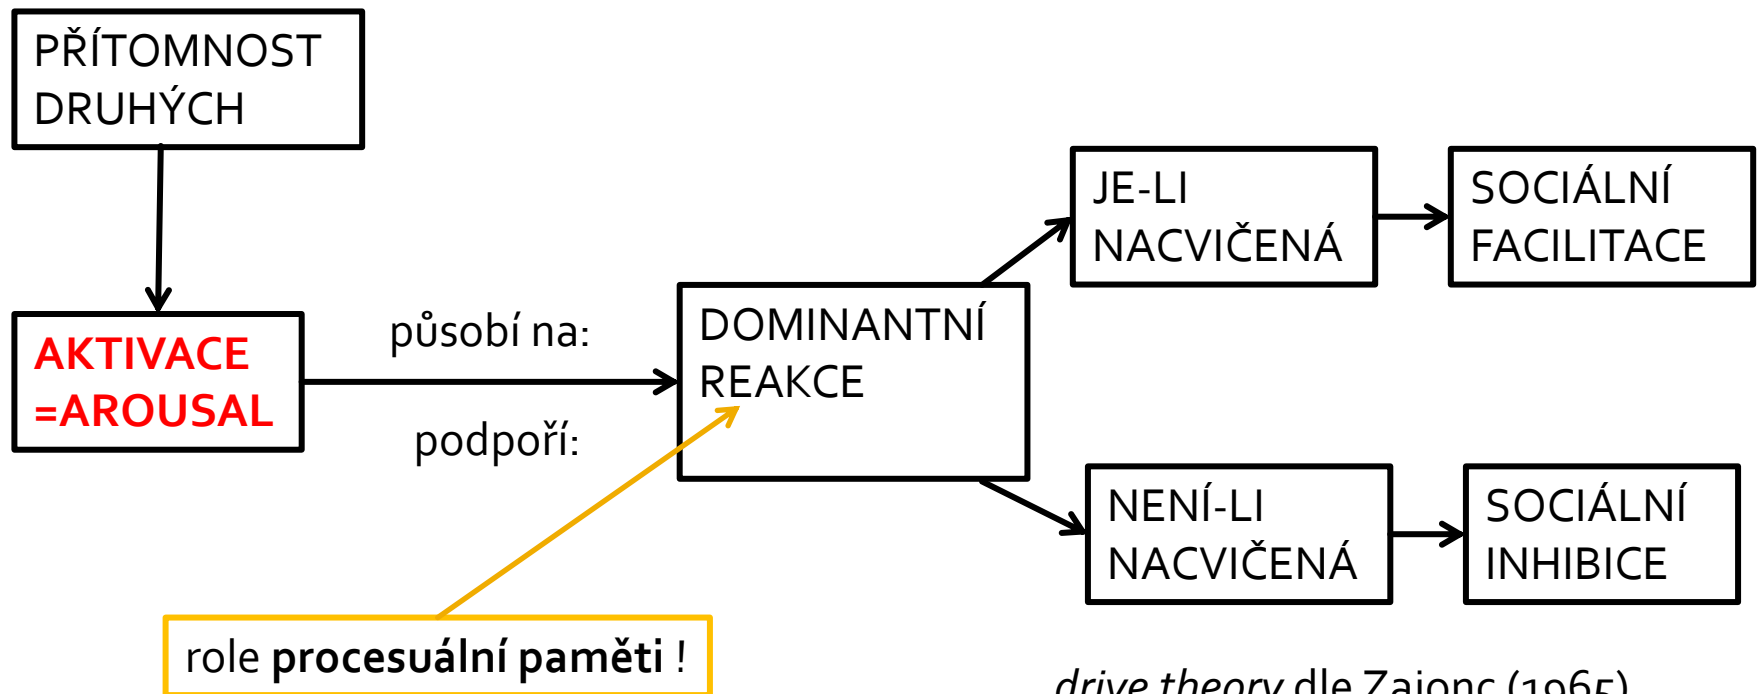 PŘÍTOMNOST
DRUHÝCH
AKTIVACE
=AROUSAL
působí na:
podpoří:
DOMINANTNÍ
REAKCE
JE-LI
NACVIČENÁ
SOCIÁLNÍ
FACILITACE
NENÍ-LI
NACVIČENÁ
SOCIÁLNÍ
INHIBICE
role procesuální paměti !
drive theory dle Zajonc (1965)